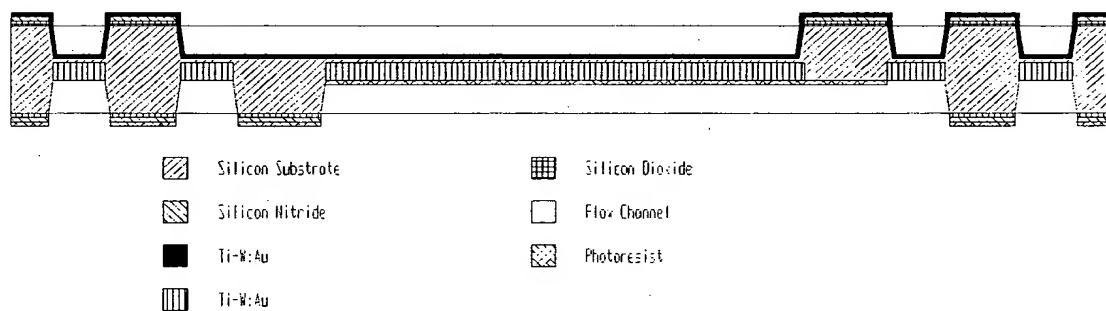 Silicon Substrate
Silicon Dioxide
Silicon Nitride
Flow Channel
Ti-W:Au
Photoresist
Ti-W:Au